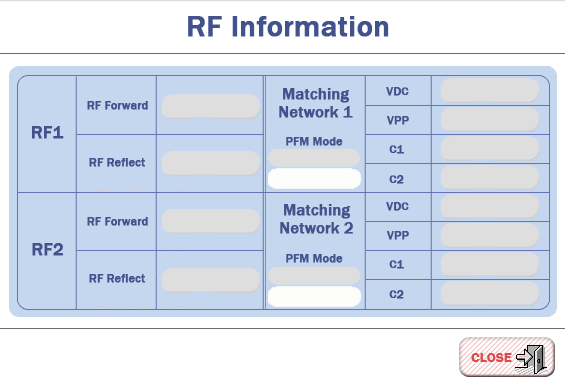 RF Information
RF1
RF Forward
RF Reflect
Matching
Network 1
PFM Mode
VDC
VPP
C1
C2
RF2
RF Forward
RF Reflect
Matching
Network 2
PFM Mode
VDC
VPP
C1
C2
CLOSE